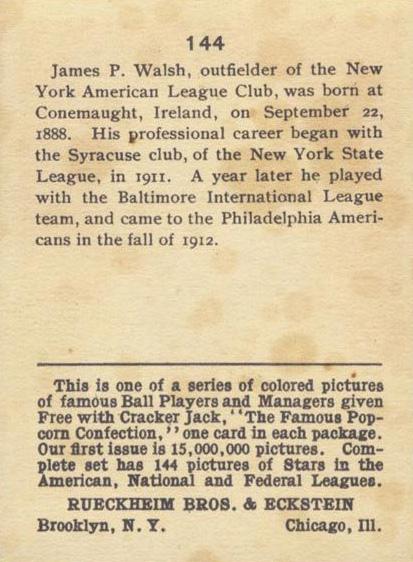 144
James P. Walsh, outfielder of the New
York American League Club, was born at
Conemaught, Ireland, on September 22,
1888. His professional career began with
the Syracuse club, of the New York State
League, in 1911. A year later he played
with the Baltimore International League
team, and came to the Philadelphia Ameri-
cans in the fall of 1912.
This is one of a series of colored pictures
of famous Ball Players and Managers given
Free with Cracker Jack, "The Famous Pop-
corn Confection," one card in each package.
Our first issue is 15,000,000 pictures. Com-
plete set has 144 pictures of Stars in the
American, National and Federal Leagues.
RUECKHEIM BROS. & ECKSTEIN
Brooklyn, N. Y. Chicago, Ill.